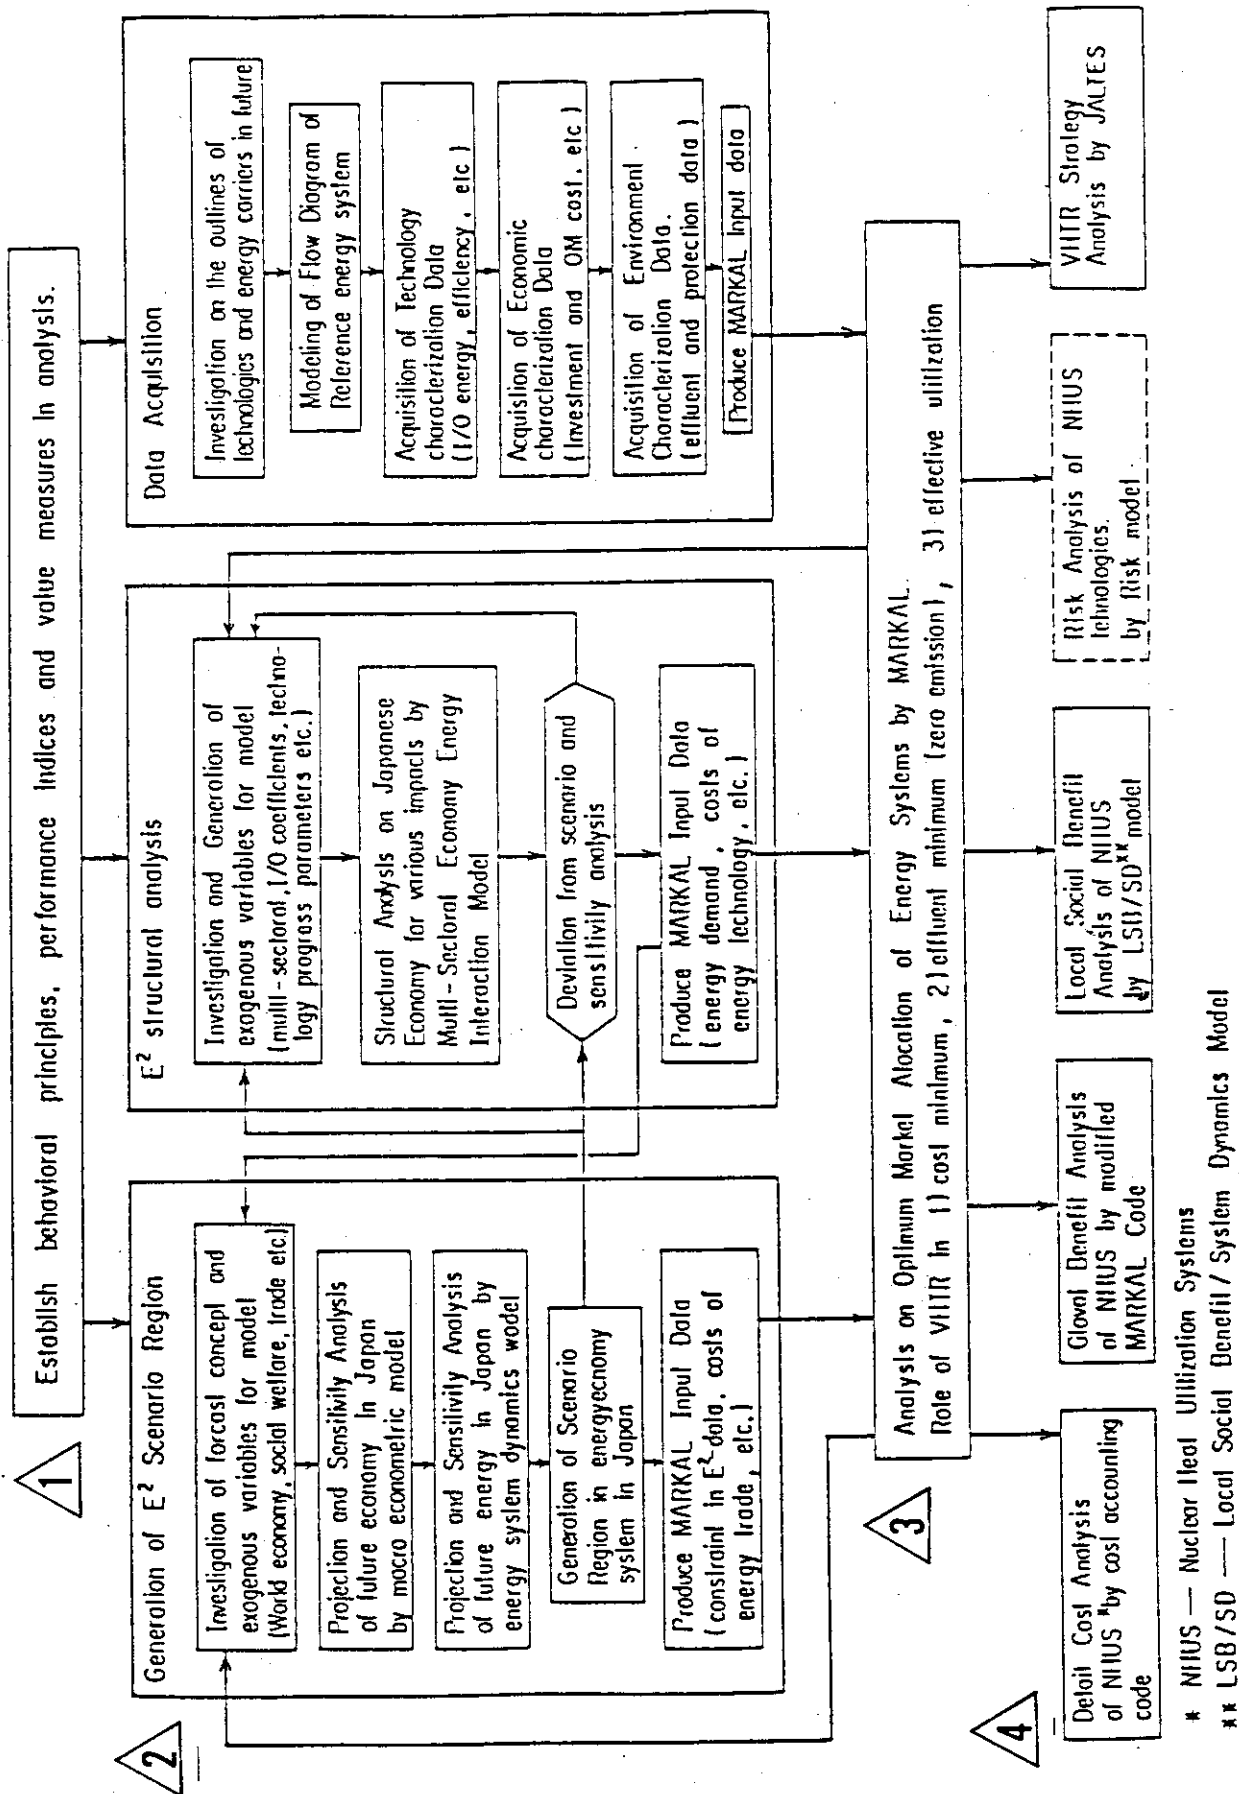 1
Establish behavioral principles, performance indices and value measures in analysis.
2
Generation of E² Scenario Region
Investigation of forcast concept and
exogenous variables for model
(World economy, social welfare, trade etc)
Projection and Sensitivity Analysis
of future economy in Japan
by macro econometric model
Projection and Sensitivity Analysis
of future energy in Japan by
energy system dynamics wodel
Generation of Scenario
Region in energyecnomy
system in Japan
Produce MARKAL Input Data
(constraint in E² data, costs of
energy trade, etc.)
E² structural analysis
Investigation and Generation of
exogenous variables for model
(multi-sectoral, I/O coefficients, techno-
logy progress parameters etc.)
Structural Analysis on Japanese
Economy for various impacts by
Multi-Sectoral Economy Energy
Interaction Model
Deviation from scenario and
sensitivity analysis
Produce MARKAL Input Data
(energy demand, costs of
energy technology, etc.)
Data Acquisition
Investigation on the outlines of
technologies and energy carriers in future
Modeling of Flow Diagram of
Reference energy system
Acquisition of Technology
characterization Data
(I/O energy, efficiency, etc)
Acquistion of Economic
characterization Data
(Investment and OM cost, etc)
Acquisition of Environment
Characterization Data.
(effluent and protection data)
Produce MARKAL Input data
3
Analysis on Optimum Market Alocation of Energy Systems by MARKAL.
Role of VHTR in 1) cost minimum, 2) effluent minimum (zero emission), 3) effective utilization
4
Detail Cost Analysis
of NHUS * by cost accounting
code
Gloval Benefit Analysis
of NHUS by modified
MARKAL Code
Local Social Benefit
Analysis of NHUS
by LSB/SD** model
Risk Analysis of NHUS
tehnologies.
by Risk model
VHTR Strategy
Analysis by JALTES
* NHUS — Nuclear Heat Utilization Systems
** LSB/SD — Local Social Benefit / System Dynamics Model